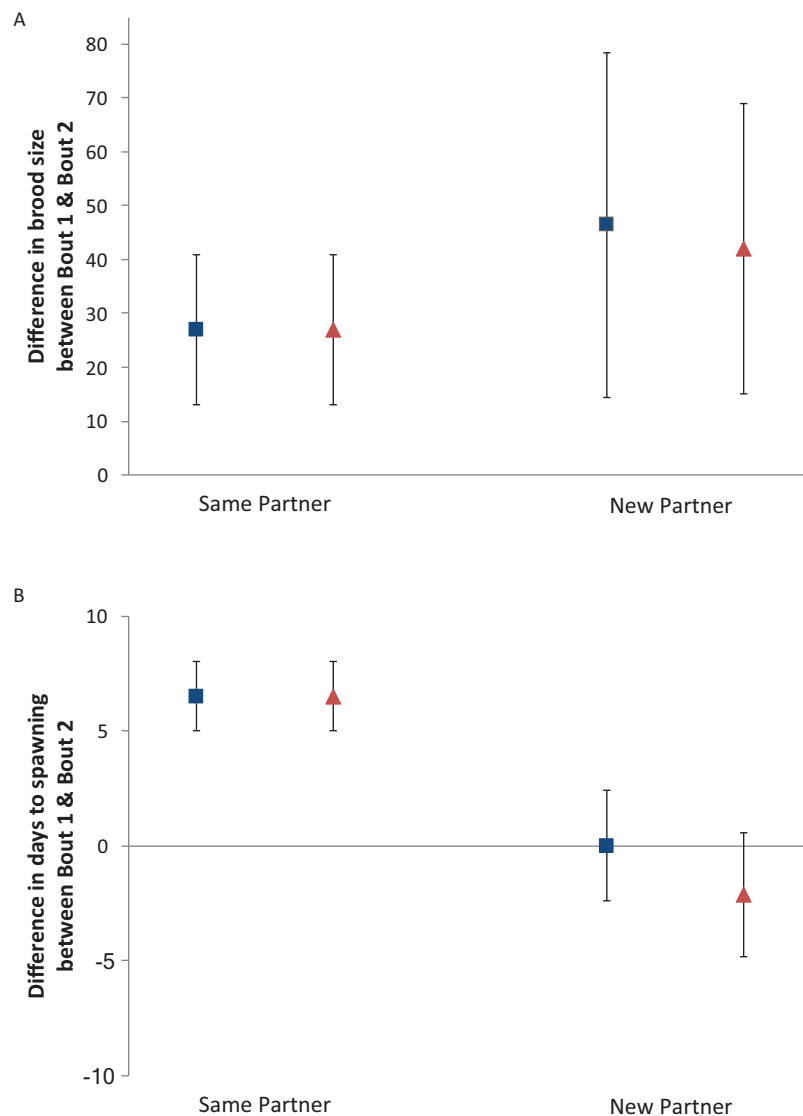 A
Difference in brood size
between Bout 1 & Bout 2
80
70
60
50
40
30
20
10
0
Same Partner
New Partner
B
Difference in days to spawning
between Bout 1 & Bout 2
10
5
0
-5
-10
Same Partner
New Partner